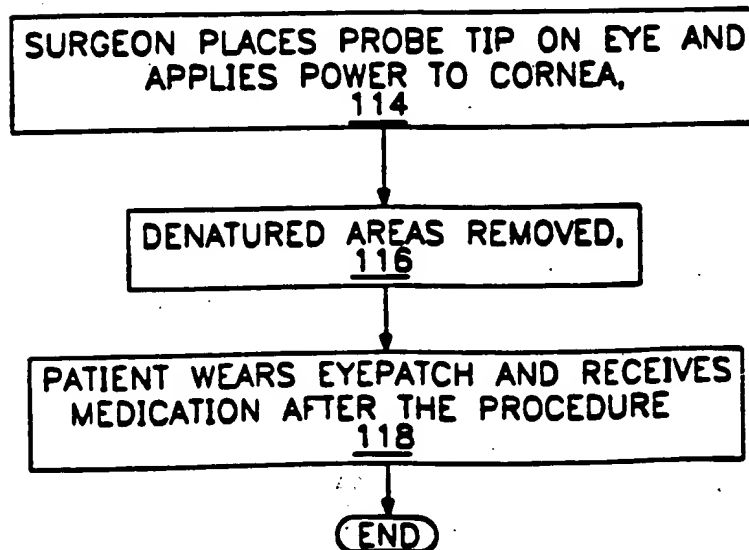 SURGEON PLACES PROBE TIP ON EYE AND
APPLIES POWER TO CORNEA,
114
DENATURED AREAS REMOVED,
116
PATIENT WEARS EYEPATCH AND RECEIVES
MEDICATION AFTER THE PROCEDURE
118
END